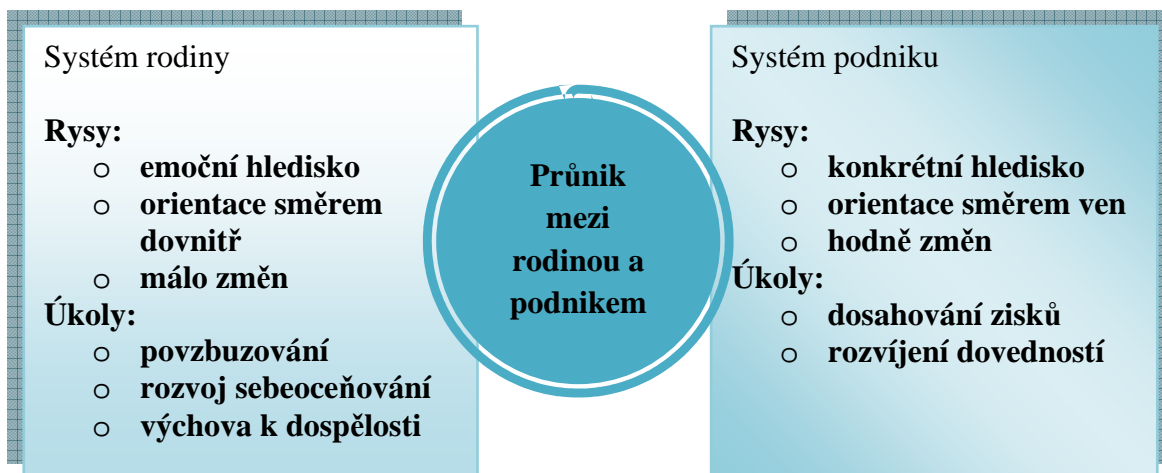 Systém rodiny
Rysy:
o emoční hledisko
o orientace směrem
dovnitř
o málo změn
Úkoly:
o povzbuzování
o rozvoj sebeoceňování
o výchova k dospělosti
Průnik
mezi
rodinou a
podnikem
Systém podniku
Rysy:
o konkrétní hledisko
o orientace směrem ven
o hodně změn
Úkoly:
o dosahování zisků
o rozvíjení dovedností